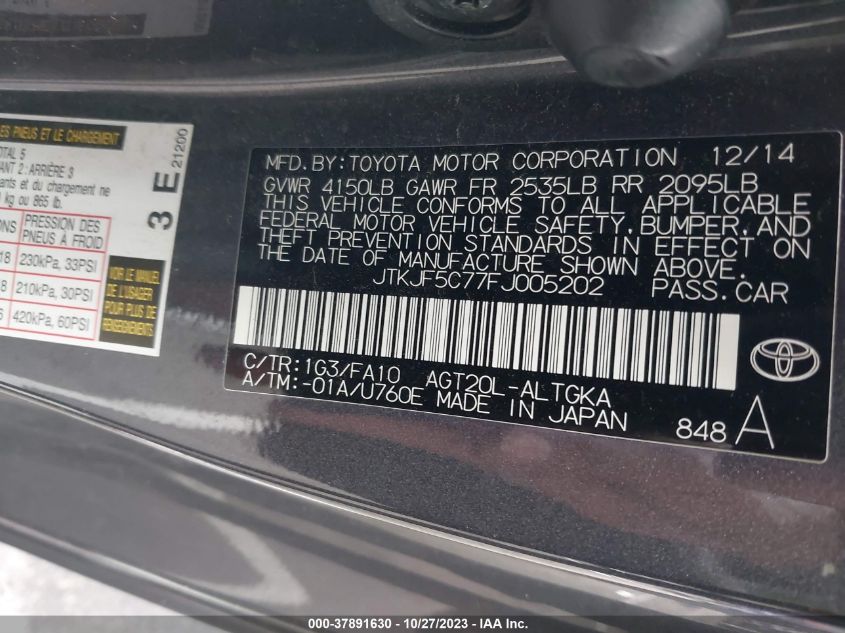 ES PNEUS ET LE CHARGEMENT
TOTAL 5
ANT 2 : ARRIÈRE 3
ants et du chargement ne
kg ou 865 lb.
PRESSION DES
PNEUS À FROID
230kPa, 33PSI
210kPa, 30PSI
420kPa, 60PSI
VOIR LE MANUEL
DE L'USAGER
POUR PLUS DE
RENSEIGNEMENTS
3 E 21200
MFD.BY:TOYOTA MOTOR CORPORATION 12/14
GVWR 4150LB GAWR FR 2535LB RR 2095LB
THIS VEHICLE CONFORMS TO ALL APPLICABLE
FEDERAL MOTOR VEHICLE SAFETY,BUMPER,AND
THEFT PREVENTION STANDARDS IN EFFECT ON
THE DATE OF MANUFACTURE SHOWN ABOVE.
JTKJF5C77FJ005202 PASS.CAR
C/TR:1G3/FA10 AGT20L-ALTGKA
A/TM:-01A/U760E MADE IN JAPAN
848 A
000-37891630 - 10/27/2023 - IAAI Inc.